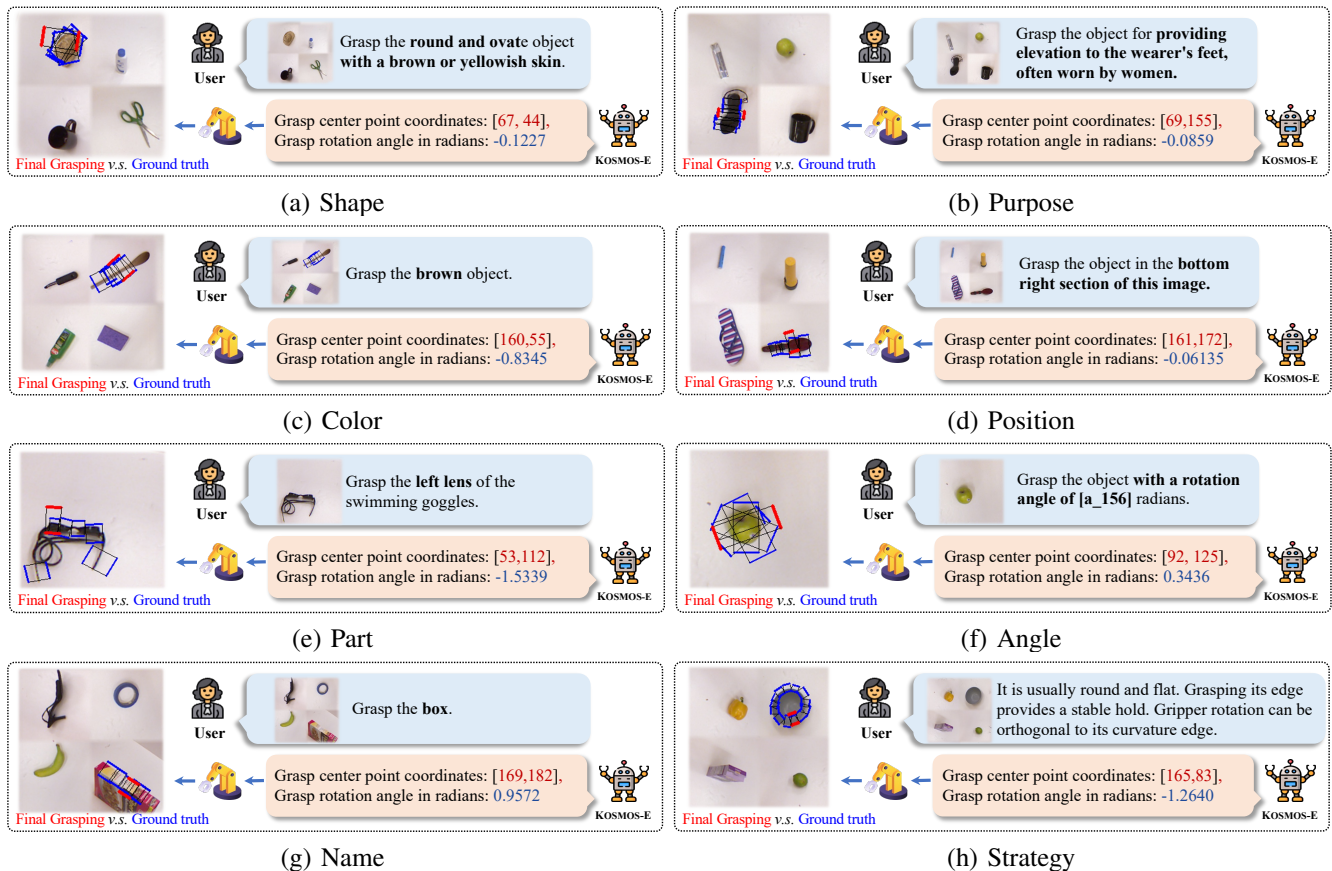 Grasp the round and ovate object
with a brown or yellowish skin.
User
Grasp center point coordinates: [67, 44],
Grasp rotation angle in radians: -0.1227
KOSMOS-E
Final Grasping v.s. Ground truth
(a) Shape
Grasp the object for providing
elevation to the wearer's feet,
often worn by women.
User
Grasp center point coordinates: [69,155],
Grasp rotation angle in radians: -0.0859
KOSMOS-E
Final Grasping v.s. Ground truth
(b) Purpose
Grasp the brown object.
User
Grasp center point coordinates: [160,55],
Grasp rotation angle in radians: -0.8345
KOSMOS-E
Final Grasping v.s. Ground truth
(c) Color
Grasp the object in the bottom
right section of this image.
User
Grasp center point coordinates: [161,172],
Grasp rotation angle in radians: -0.06135
KOSMOS-E
Final Grasping v.s. Ground truth
(d) Position
Grasp the left lens of the
swimming goggles.
User
Grasp center point coordinates: [53,112],
Grasp rotation angle in radians: -1.5339
KOSMOS-E
Final Grasping v.s. Ground truth
(e) Part
Grasp the object with a rotation
angle of [a_156] radians.
User
Grasp center point coordinates: [92, 125],
Grasp rotation angle in radians: 0.3436
KOSMOS-E
Final Grasping v.s. Ground truth
(f) Angle
Grasp the box.
User
Grasp center point coordinates: [169,182],
Grasp rotation angle in radians: 0.9572
KOSMOS-E
Final Grasping v.s. Ground truth
(g) Name
It is usually round and flat. Grasping its edge
provides a stable hold. Gripper rotation can be
orthogonal to its curvature edge.
User
Grasp center point coordinates: [165,83],
Grasp rotation angle in radians: -1.2640
KOSMOS-E
Final Grasping v.s. Ground truth
(h) Strategy